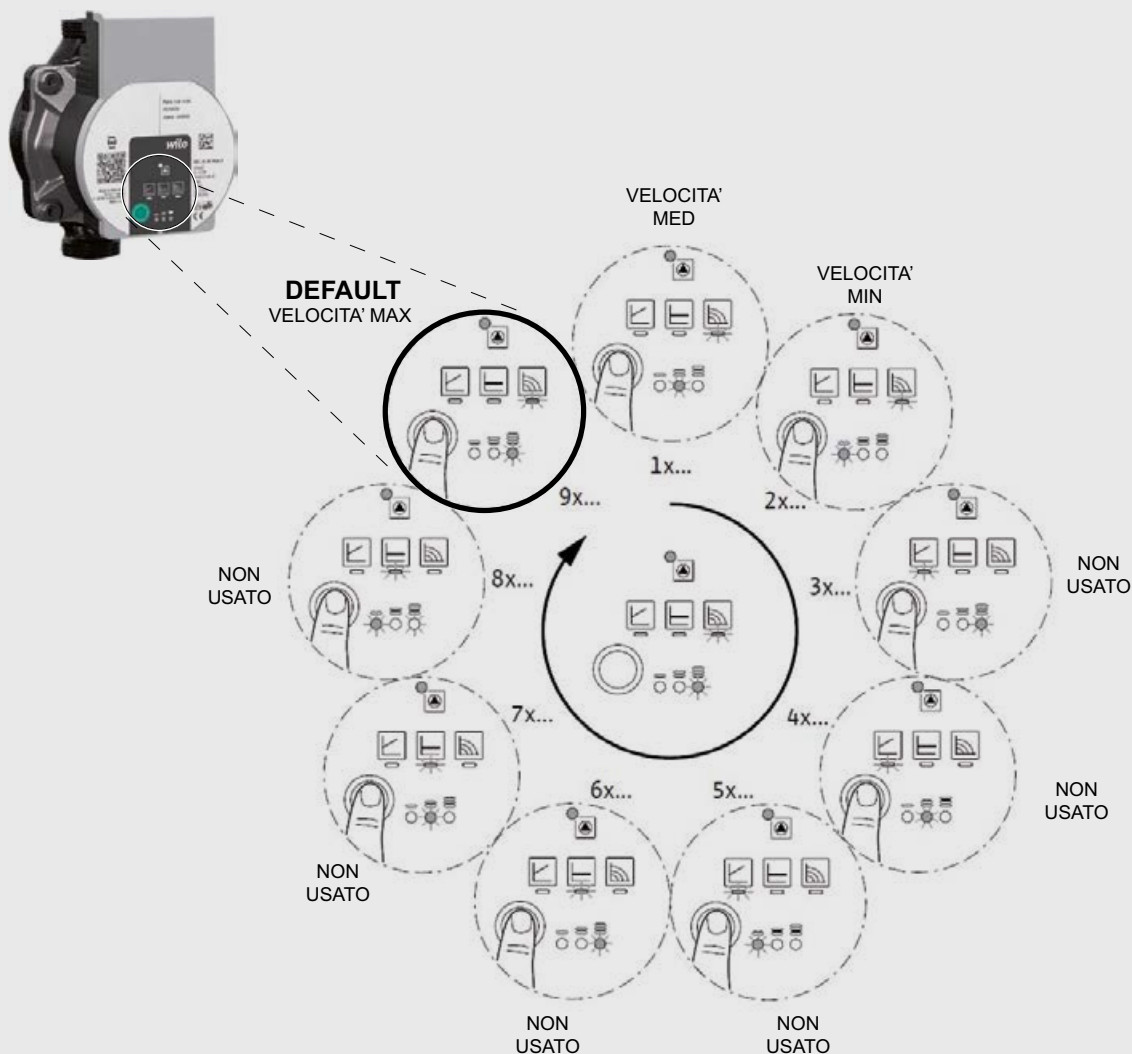 wilo
VELOCITA’
MED
VELOCITA’
MIN
DEFAULT
VELOCITA’ MAX
1x...
9x...
2x...
NON
USATO
8x...
3x...
NON
USATO
7x...
4x...
NON
USATO
6x...
5x...
NON
USATO
NON
USATO
NON
USATO